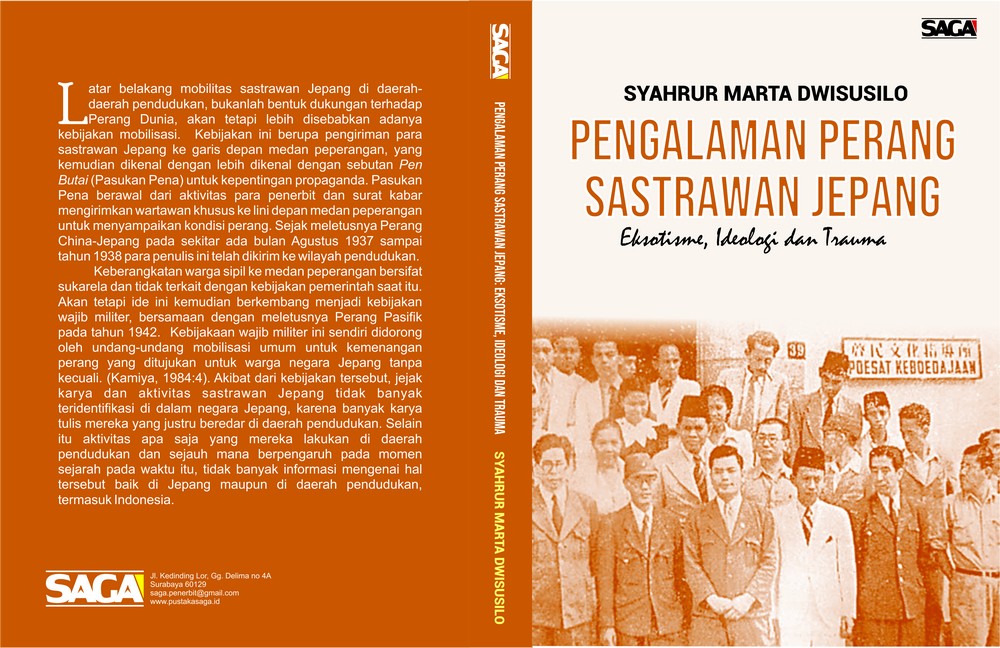 Latar belakang mobilitas sastrawan Jepang di daerah-
daerah pendudukan, bukanlah bentuk dukungan terhadap
Perang Dunia, akan tetapi lebih disebabkan adanya
kebijakan mobilisasi. Kebijakan ini berupa pengiriman para
sastrawan Jepang ke garis depan medan peperangan, yang
kemudian dikenal dengan lebih dikenal dengan sebutan Pen
Butai (Pasukan Pena) untuk kepentingan propaganda. Pasukan
Pena berawal dari aktivitas para penerbit dan surat kabar
mengirimkan wartawan khusus ke lini depan medan peperangan
untuk menyampaikan kondisi perang. Sejak meletusnya Perang
China-Jepang pada sekitar ada bulan Agustus 1937 sampai
tahun 1938 para penulis ini telah dikirim ke wilayah pendudukan.
Keberangkatan warga sipil ke medan peperangan bersifat
sukarela dan tidak terkait dengan kebijakan pemerintah saat itu.
Akan tetapi ide ini kemudian berkembang menjadi kebijakan
wajib militer, bersamaan dengan meletusnya Perang Pasifik
pada tahun 1942. Kebijakaan wajib militer ini sendiri didorong
oleh undang-undang mobilisasi umum untuk kemenangan
perang yang ditujukan untuk warga negara Jepang tanpa
kecuali. (Kamiya, 1984:4). Akibat dari kebijakan tersebut, jejak
karya dan aktivitas sastrawan Jepang tidak banyak
teridentifikasi di dalam negara Jepang, karena banyak karya
tulis mereka yang justru beredar di daerah pendudukan. Selain
itu aktivitas apa saja yang mereka lakukan di daerah
pendudukan dan sejauh mana berpengaruh pada momen
sejarah pada waktu itu, tidak banyak informasi mengenai hal
tersebut baik di Jepang maupun di daerah pendudukan,
termasuk Indonesia.
SAGA
Jl. Kedinding Lor, Gg. Delima no 4A
Surabaya 60129
saga.penerbit@gmail.com
www.pustakasaga.id
SAGA
PENGALAMAN PERANG SASTRAWAN JEPANG: EKSOTISME, IDEOLOGI DAN TRAUMA
SYAHRUR MARTA DWISUSILO
SAGA
SYAHRUR MARTA DWISUSILO
PENGALAMAN PERANG
SASTRAWAN JEPANG
Eksotisme, Ideologi dan Trauma
39
民文化指導所
POESAT KEBOEDAJAAN